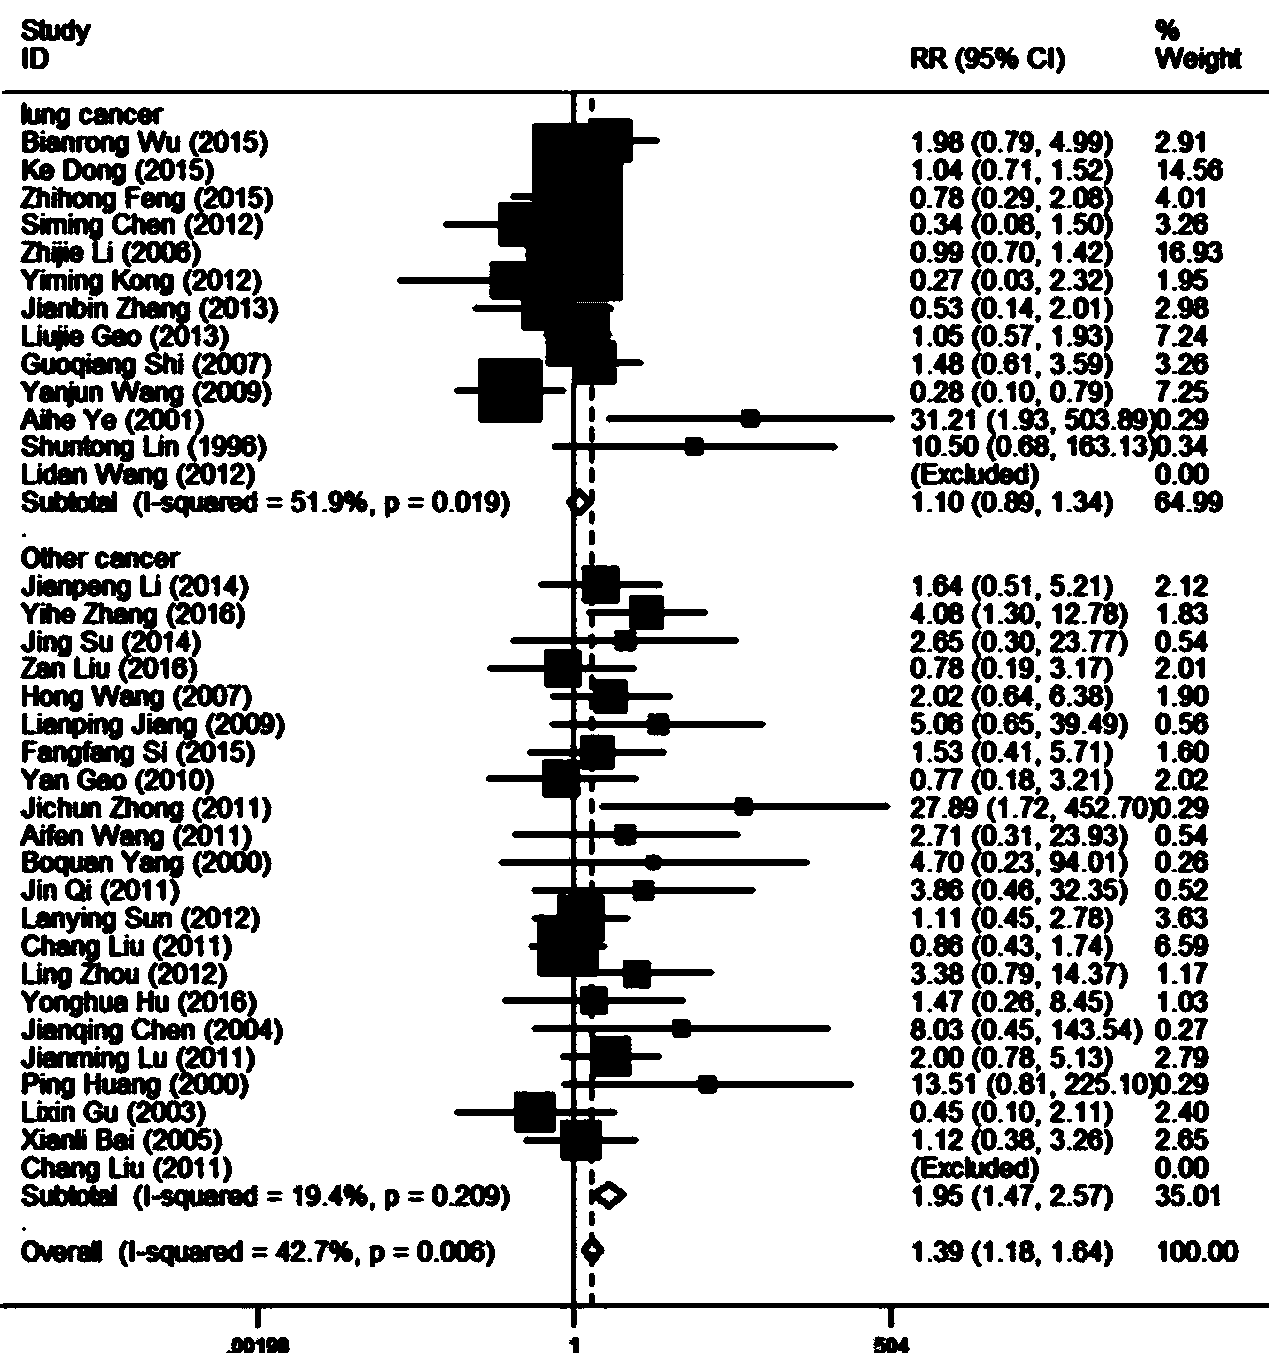 Study %
ID RR (95% CI) Weight
lung cancer
Bianrong Wu (2015) 1.98 (0.79, 4.99) 2.91
Ke Dong (2015) 1.04 (0.71, 1.52) 14.56
Zhihong Feng (2015) 0.78 (0.29, 2.08) 4.01
Siming Chen (2012) 0.34 (0.08, 1.50) 3.26
Zhijie Li (2006) 0.99 (0.70, 1.42) 16.93
Yiming Kong (2012) 0.27 (0.03, 2.32) 1.95
Jianbin Zhang (2013) 0.53 (0.14, 2.01) 2.98
Liujie Gao (2013) 1.05 (0.57, 1.93) 7.24
Guoqiang Shi (2007) 1.48 (0.61, 3.59) 3.26
Yanjun Wang (2009) 0.28 (0.10, 0.79) 7.25
Aihe Ye (2001) 31.21 (1.93, 503.89) 0.29
Shuntong Lin (1996) 10.50 (0.68, 163.13) 0.34
Lidan Wang (2012) (Excluded) 0.00
Subtotal (I-squared = 51.9%, p = 0.019) 1.10 (0.89, 1.34) 64.99
.
Other cancer
Jianpeng Li (2014) 1.64 (0.51, 5.21) 2.12
Yihe Zhang (2016) 4.08 (1.30, 12.78) 1.83
Jing Su (2014) 2.65 (0.30, 23.77) 0.54
Zan Liu (2016) 0.78 (0.19, 3.17) 2.01
Hong Wang (2007) 2.02 (0.64, 6.38) 1.90
Lianping Jiang (2009) 5.06 (0.65, 39.49) 0.56
Fangfang Si (2015) 1.53 (0.41, 5.71) 1.60
Yan Gao (2010) 0.77 (0.18, 3.21) 2.02
Jichun Zhong (2011) 27.89 (1.72, 452.70) 0.29
Aifen Wang (2011) 2.71 (0.31, 23.93) 0.54
Boquan Yang (2000) 4.70 (0.23, 94.01) 0.26
Jin Qi (2011) 3.86 (0.46, 32.35) 0.52
Lanying Sun (2012) 1.11 (0.45, 2.78) 3.63
Chang Liu (2011) 0.86 (0.43, 1.74) 6.59
Ling Zhou (2012) 3.38 (0.79, 14.37) 1.17
Yonghua Hu (2016) 1.47 (0.26, 8.45) 1.03
Jianqing Chen (2004) 8.03 (0.45, 143.54) 0.27
Jianming Lu (2011) 2.00 (0.78, 5.13) 2.79
Ping Huang (2000) 13.51 (0.81, 225.10) 0.29
Lixin Gu (2003) 0.45 (0.10, 2.11) 2.40
Xianli Bai (2005) 1.12 (0.38, 3.26) 2.65
Chang Liu (2011) (Excluded) 0.00
Subtotal (I-squared = 19.4%, p = 0.209) 1.95 (1.47, 2.57) 35.01
.
Overall (I-squared = 42.7%, p = 0.006) 1.39 (1.18, 1.64) 100.00
.00198 1 504